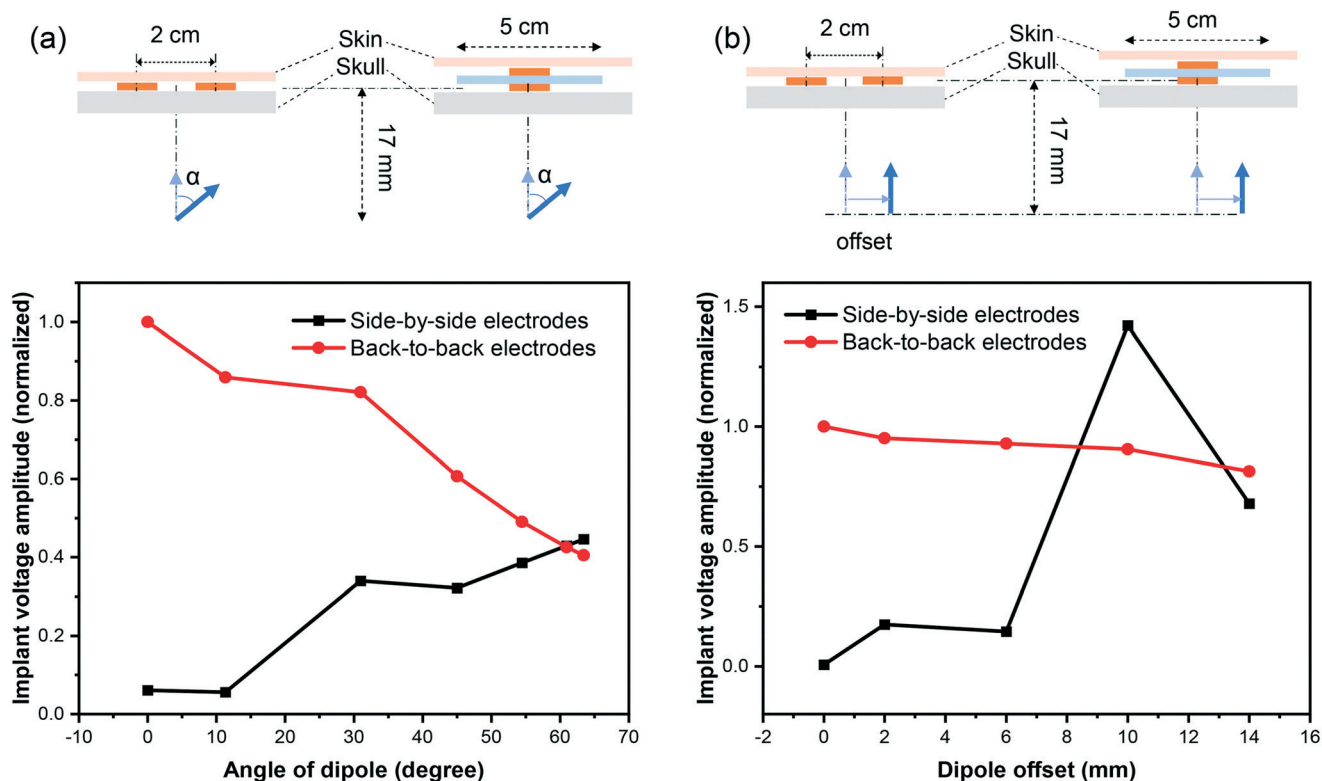 (a)
2 cm
5 cm
Skin
Skull
17 mm
α
α
(b)
2 cm
5 cm
Skin
Skull
17 mm
offset
Implant voltage amplitude (normalized)
1.0
0.8
0.6
0.4
0.2
0.0
Side-by-side electrodes
Back-to-back electrodes
-10 0 10 20 30 40 50 60 70
Angle of dipole (degree)
Implant voltage amplitude (normalized)
1.5
1.0
0.5
0.0
Side-by-side electrodes
Back-to-back electrodes
-2 0 2 4 6 8 10 12 14 16
Dipole offset (mm)